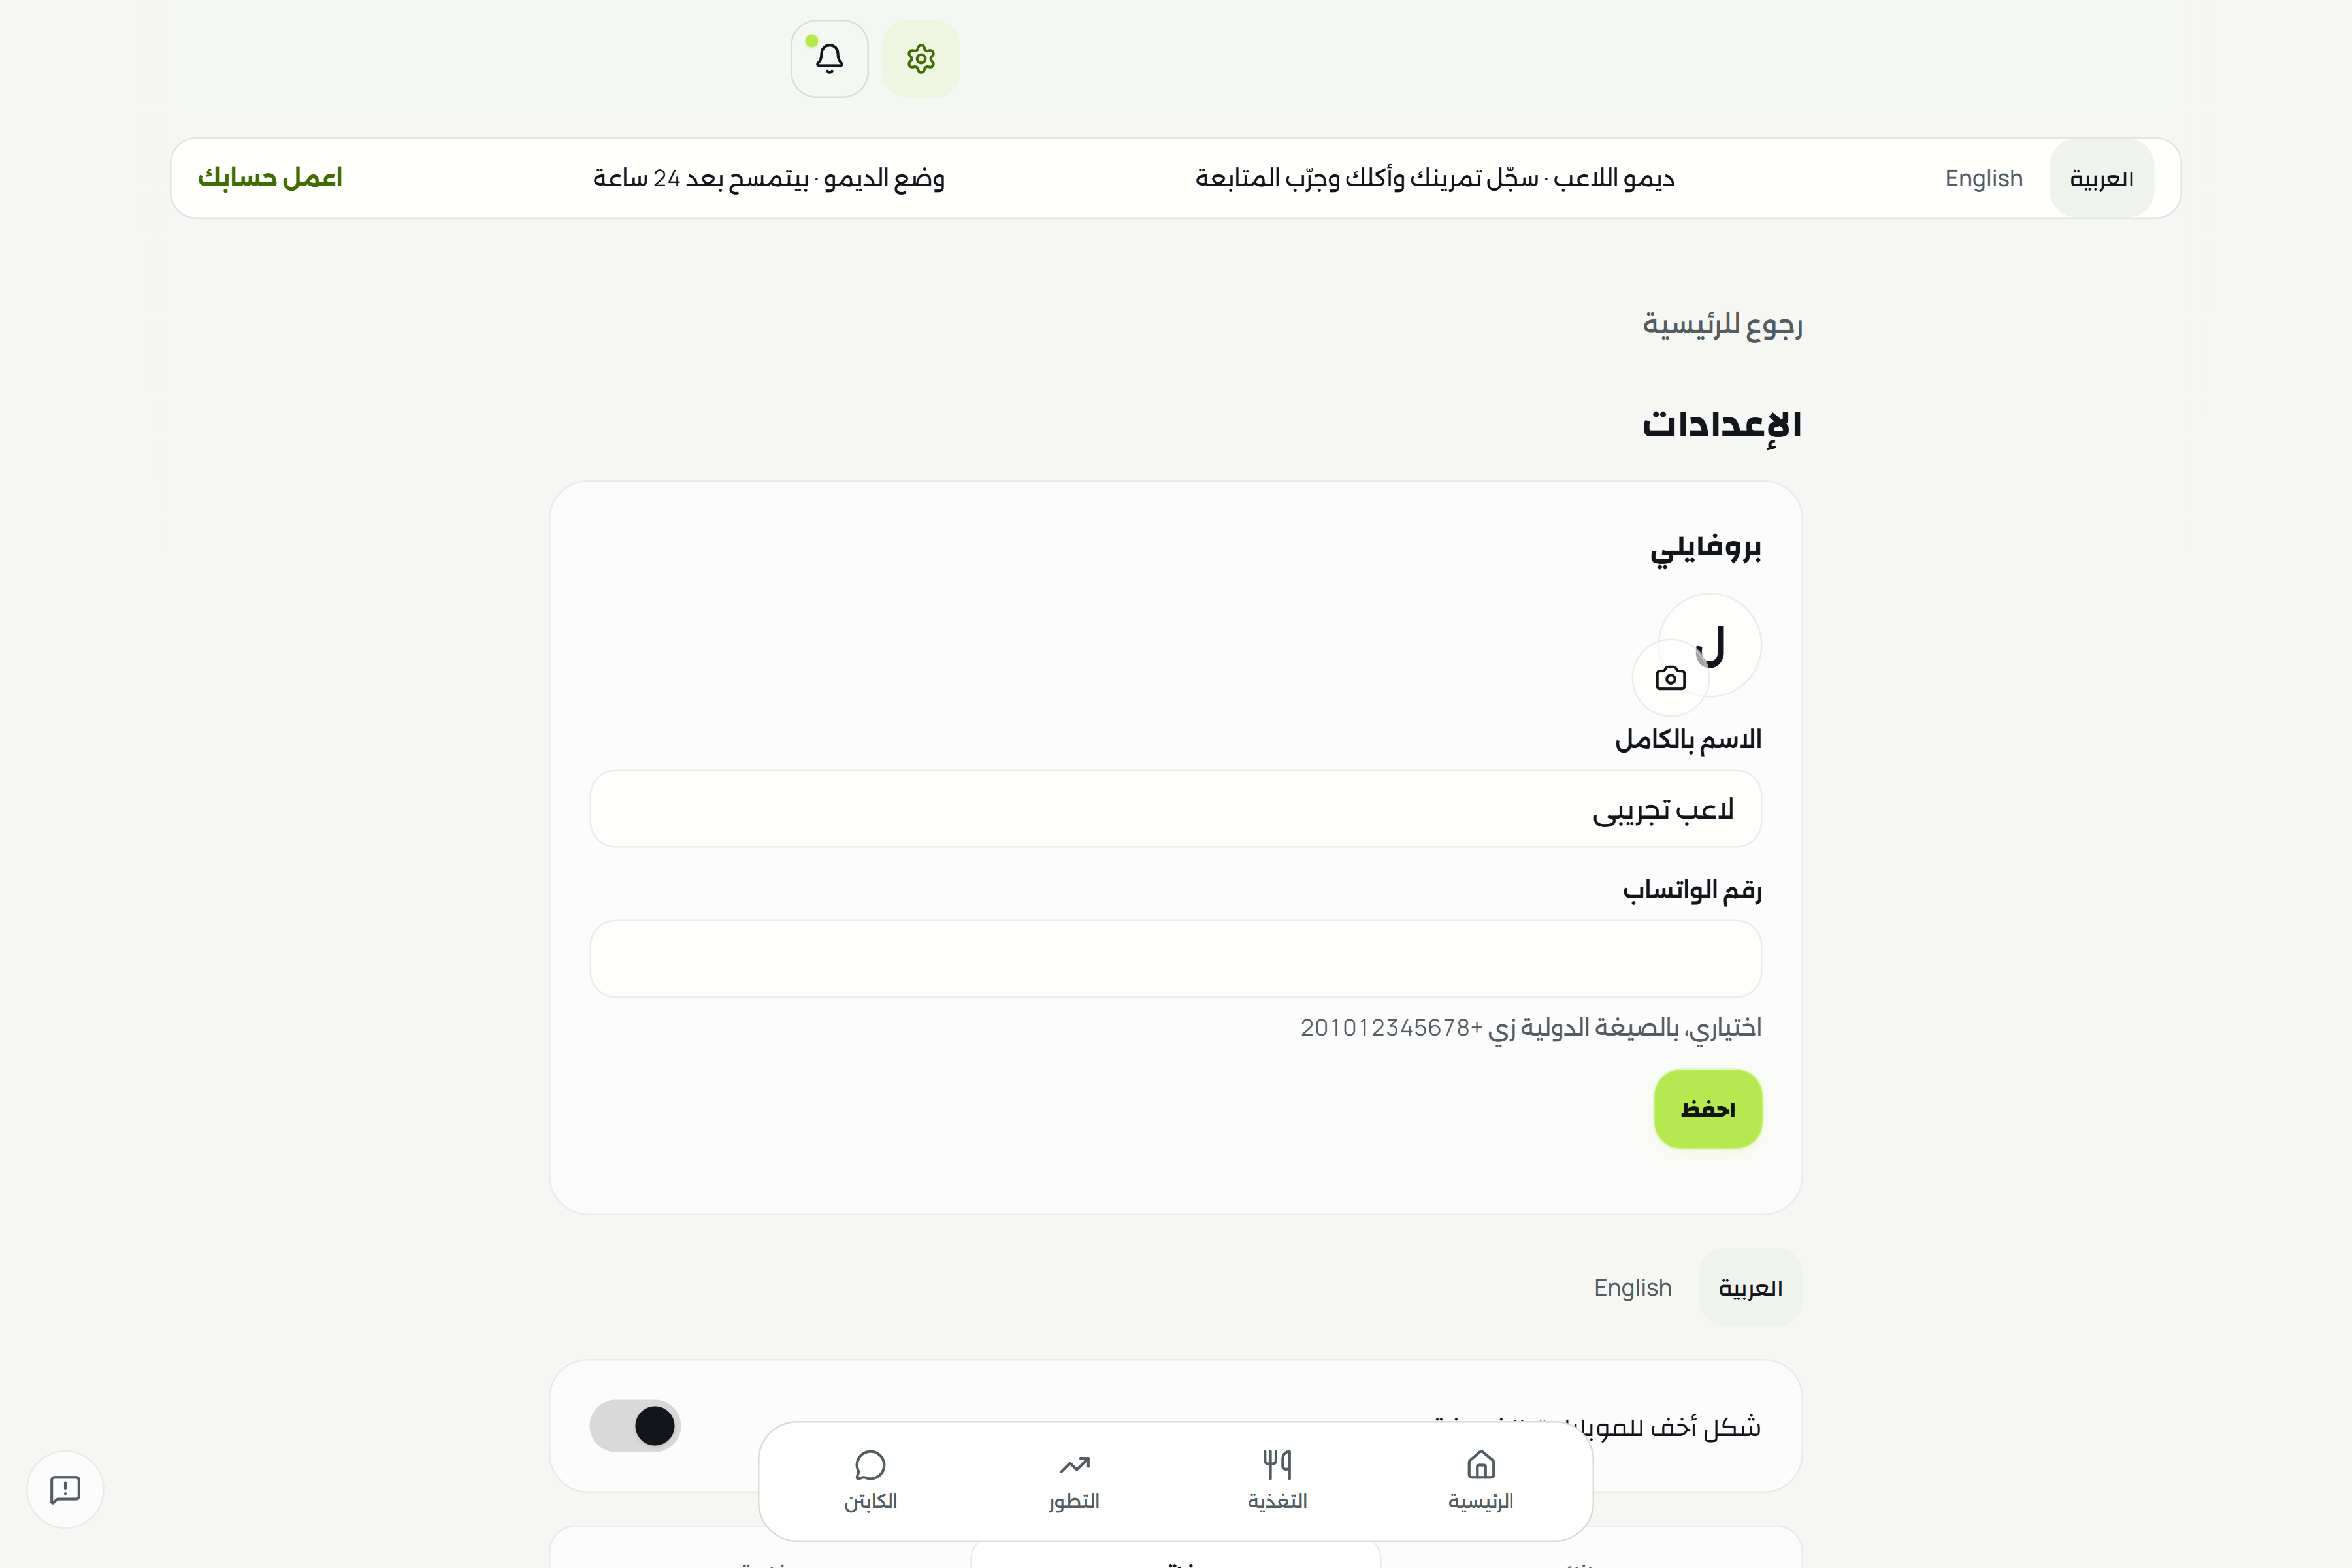 العربية
English
ديمو اللاعب · سجّل تمرينك وأكلك وجرّب المتابعة
وضع الديمو · بيتمسح بعد 24 ساعة
اعمل حسابك
رجوع للرئيسية
الإعدادات
بروفايلي
ل
الاسم بالكامل
لاعب تجريبى
رقم الواتساب
اختياري، بالصيغة الدولية زي +201012345678
احفظ
العربية
English
شكل أخف للموبايلات
الرئيسية
التغذية
التطور
الكابتن